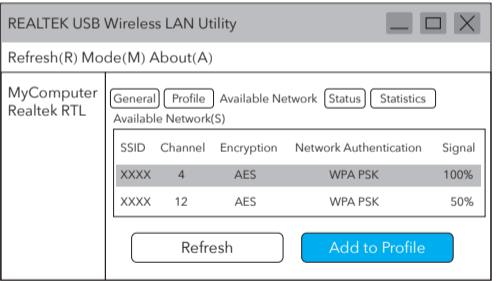 REALTEK USB Wireless LAN Utility
Refresh(R) Mode(M) About(A)
MyComputer
Realtek RTL
General Profile Available Network Status Statistics
Available Network(S)
SSID Channel Encryption Network Authentication Signal
XXXX 4 AES WPA PSK 100%
XXXX 12 AES WPA PSK 50%
Refresh Add to Profile